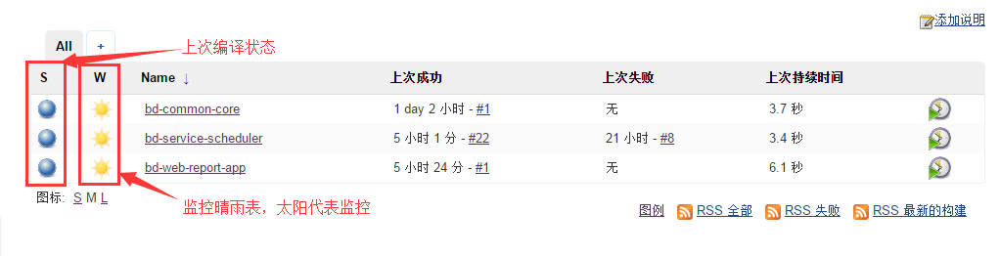 添加说明
All +
上次编译状态
S W Name ↓ 上次成功 上次失败 上次持续时间
bd-common-core 1 day 2 小时 - #1 无 3.7 秒
bd-service-scheduler 5 小时 1 分 - #22 21 小时 - #8 3.4 秒
bd-web-report-app 5 小时 24 分 - #1 无 6.1 秒
图标: S M L
监控晴雨表，太阳代表监控
图例 RSS 全部 RSS 失败 RSS 最新的构建